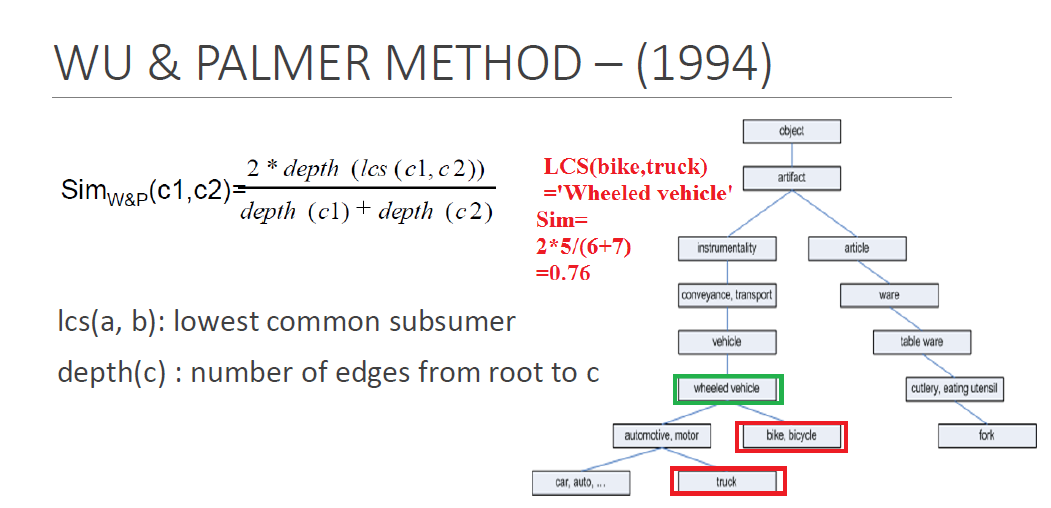 WU & PALMER METHOD – (1994)
Sim_W&P(c1,c2)=
2 * depth (lcs (c1, c2))
depth (c1) + depth (c2)
LCS(bike,truck)
='Wheeled vehicle'
Sim=
2*5/(6+7)
=0.76
lcs(a, b): lowest common subsumer
depth(c) : number of edges from root to c
object
artifact
instrumentality
article
conveyance, transport
ware
vehicle
table ware
wheeled vehicle
cutlery, eating utensil
automotive, motor
bike, bicycle
fork
car, auto, ...
truck